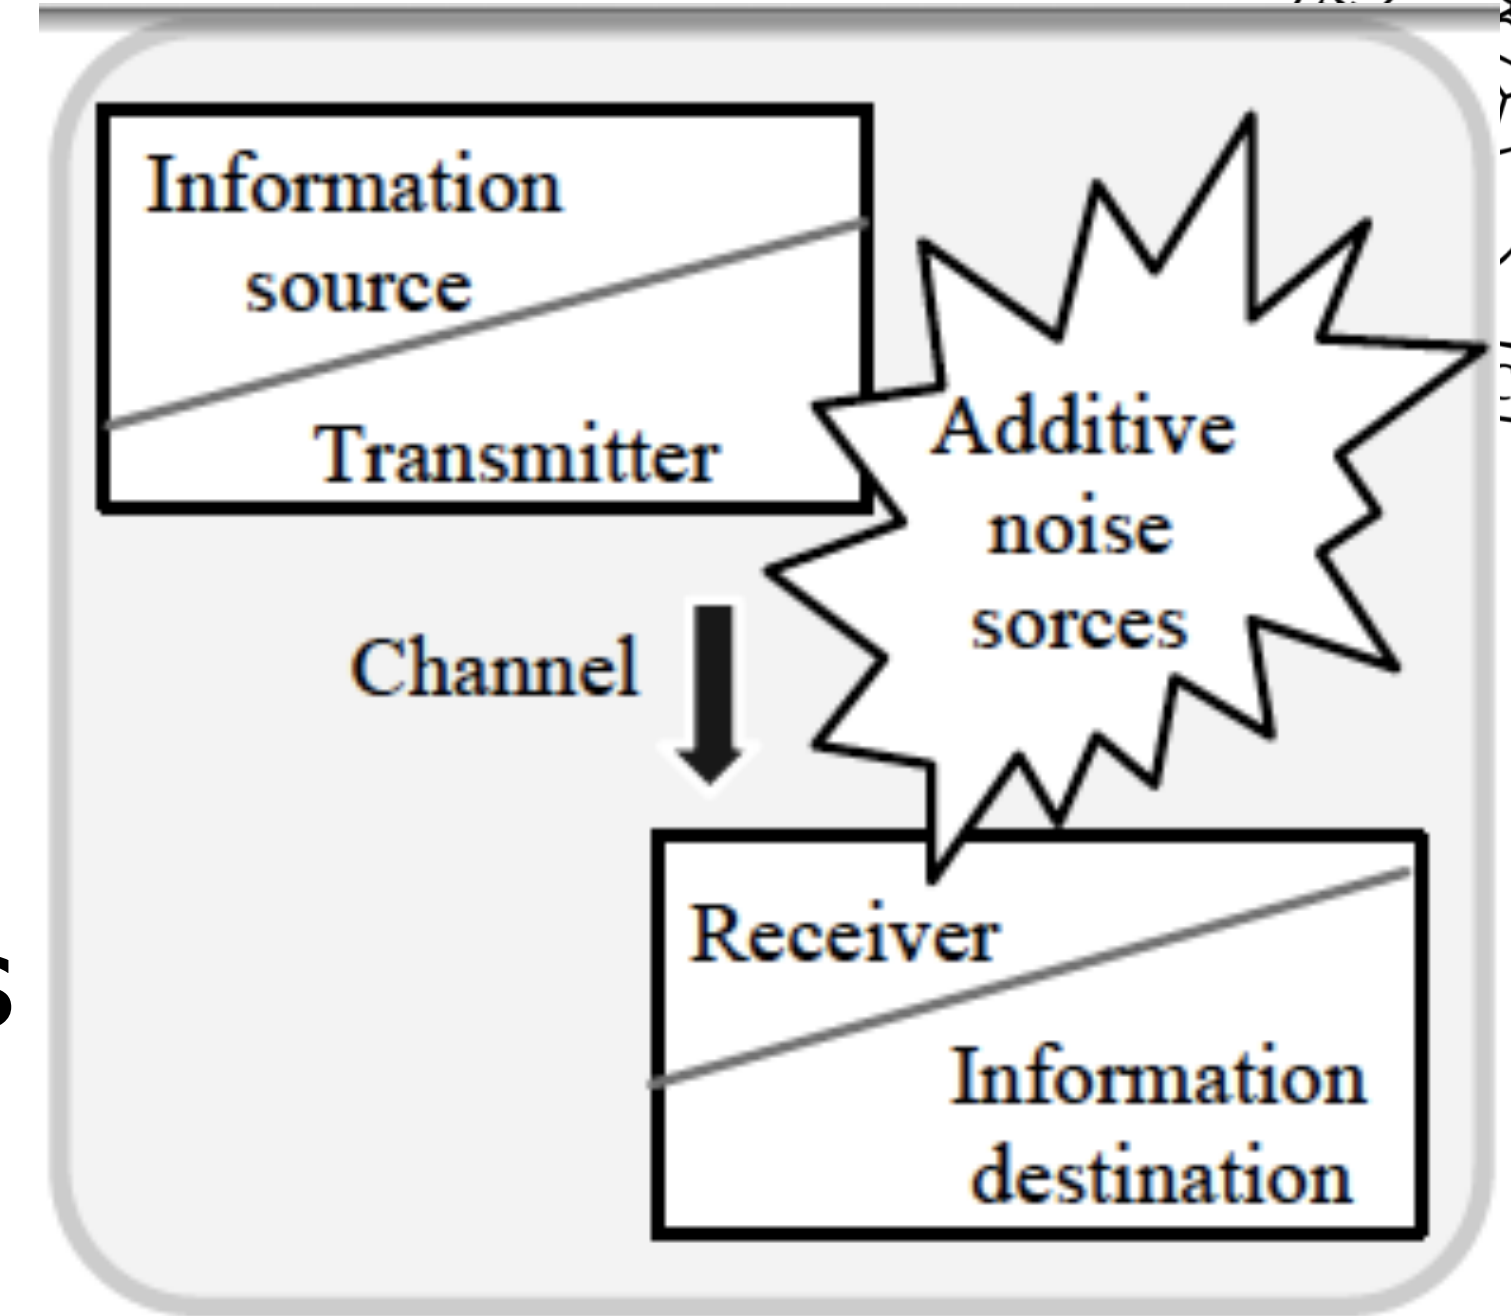 Information
source
Transmitter
Additive
noise
sorces
Channel
Receiver
Information
destination
s